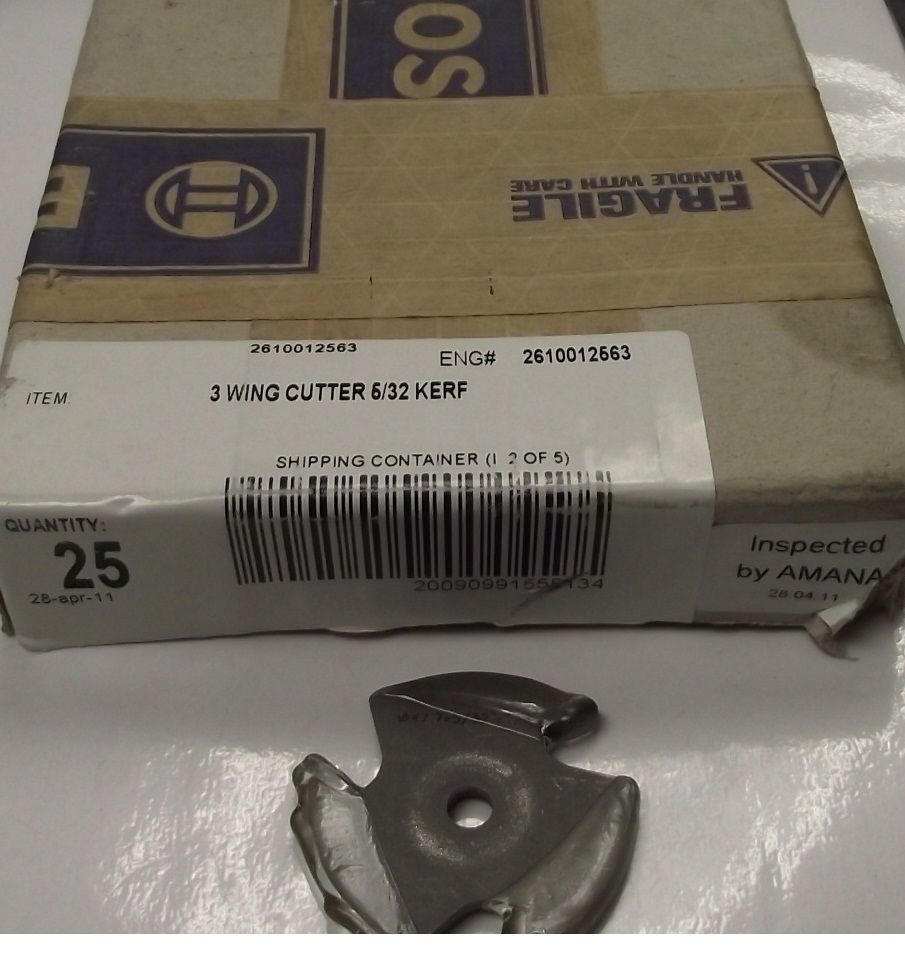 OS
FRAGILE
HANDLE WITH CARE
2610012563
ENG# 2610012563
ITEM:
3 WING CUTTER 5/32 KERF
SHIPPING CONTAINER (I 2 OF 5)
QUANTITY:
25
28-apr-11
Inspected
by AMANA
28.04.11